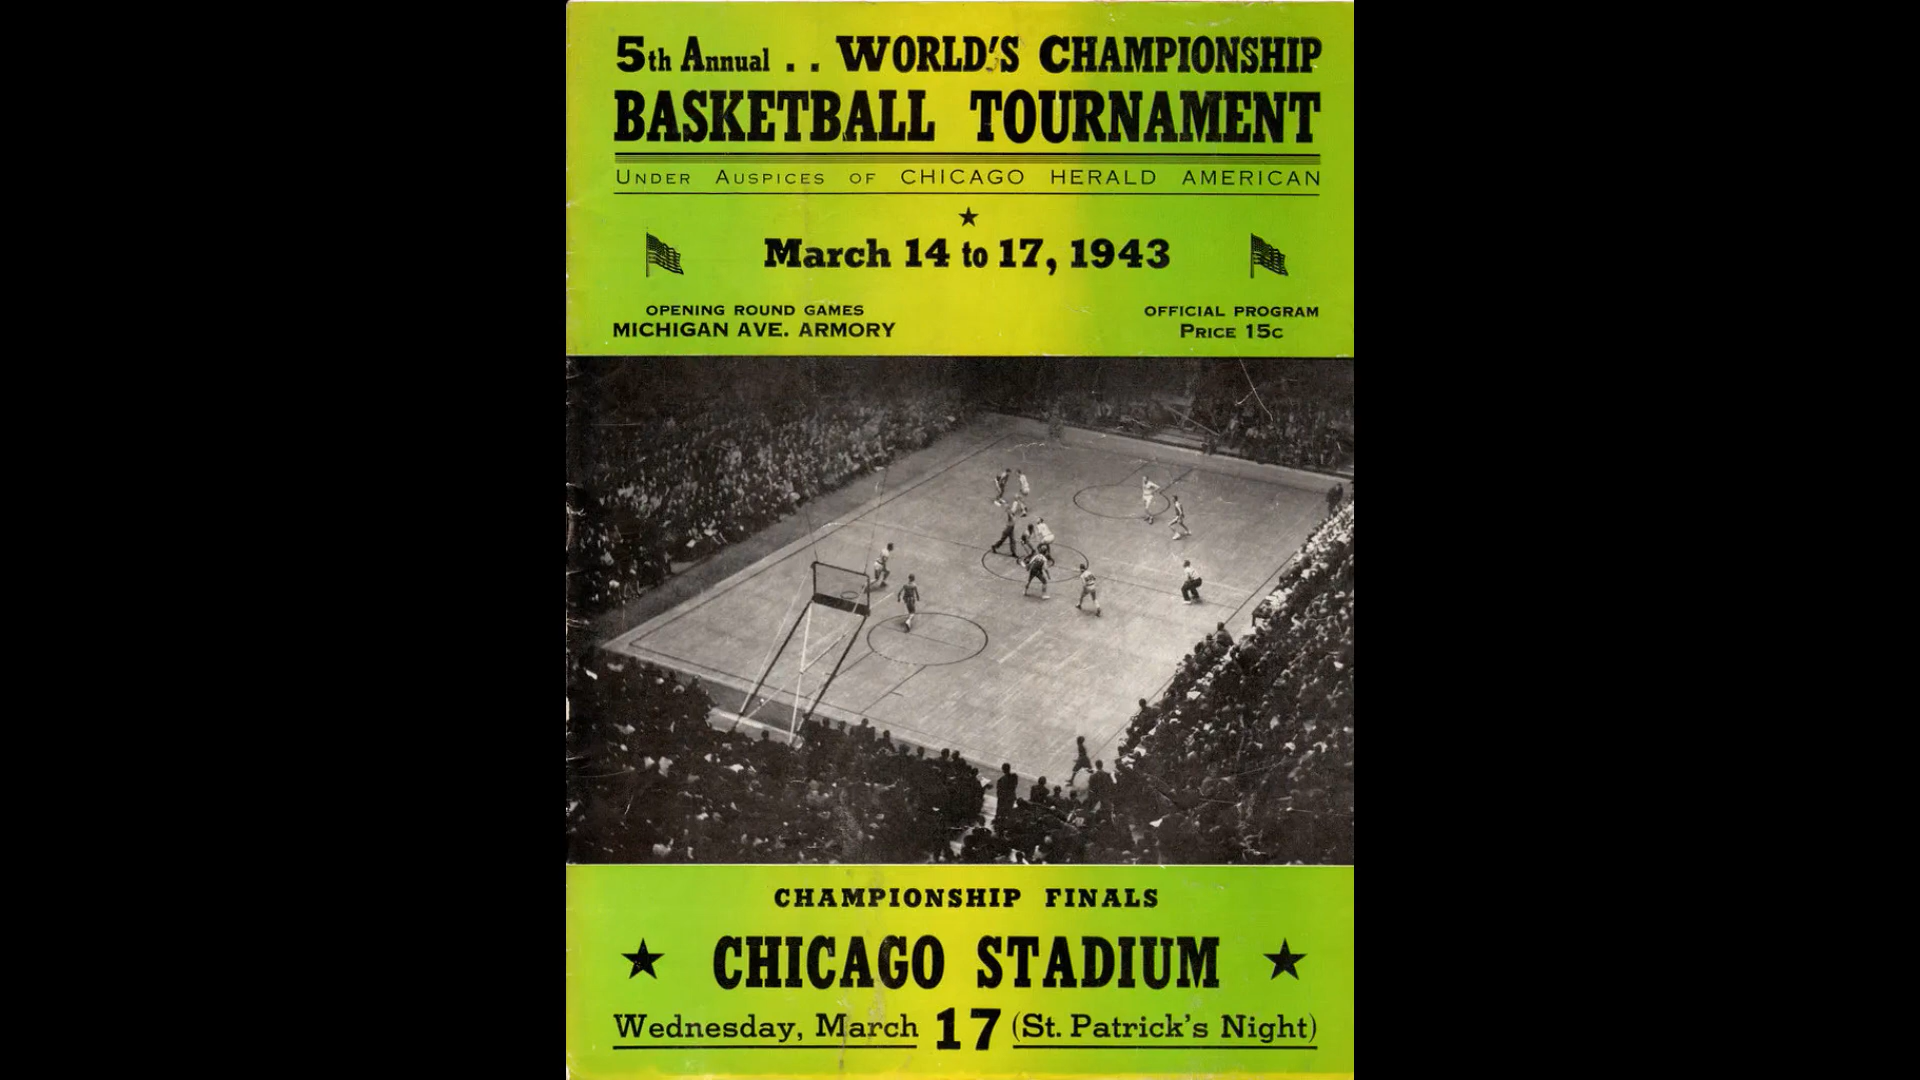 5th Annual . . WORLD'S CHAMPIONSHIP
BASKETBALL TOURNAMENT
UNDER AUSPICES OF CHICAGO HERALD AMERICAN
March 14 to 17, 1943
OPENING ROUND GAMES
MICHIGAN AVE. ARMORY
OFFICIAL PROGRAM
PRICE 15c
CHAMPIONSHIP FINALS
CHICAGO STADIUM
Wednesday, March 17 (St. Patrick's Night)